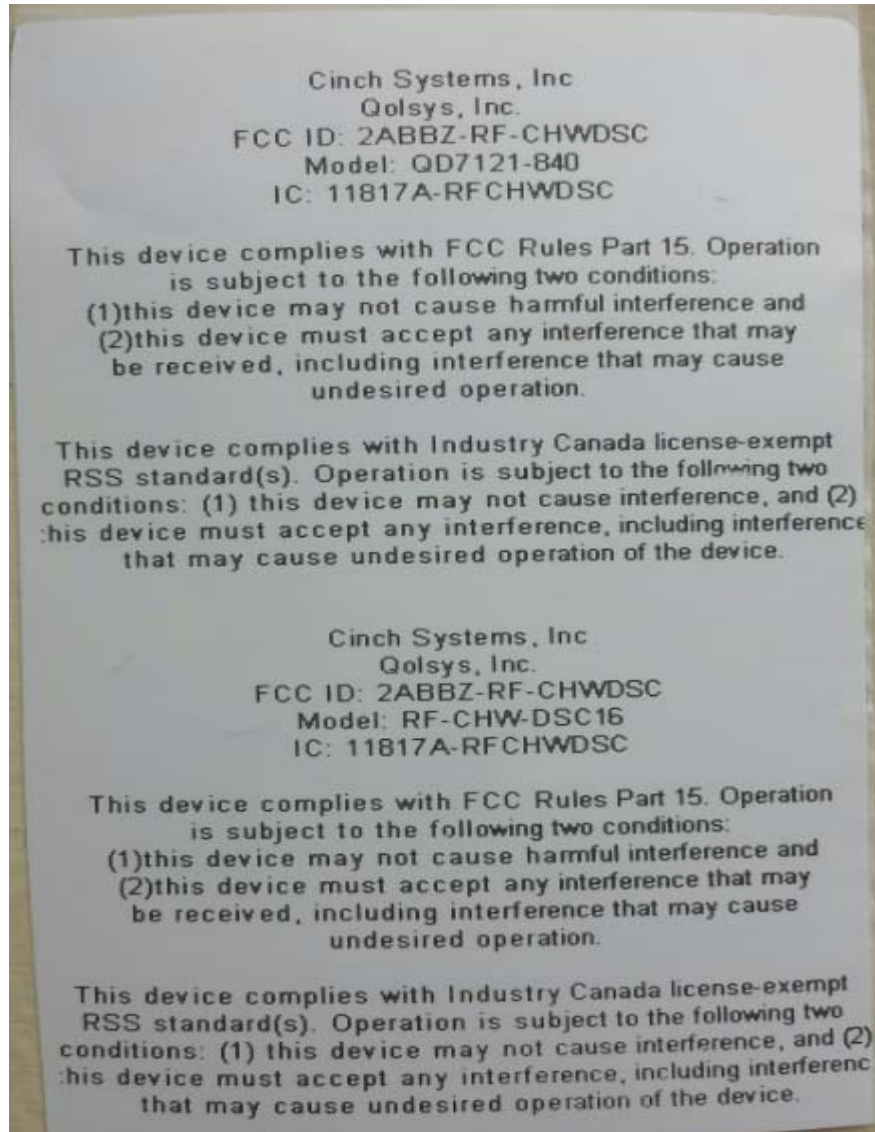 Cinch Systems, Inc
Qolsys, Inc.
FCC ID: 2ABBZ-RF-CHWDSC
Model: QD7121-840
IC: 11817A-RFCHWDSC
This device complies with FCC Rules Part 15. Operation
is subject to the following two conditions:
(1)this device may not cause harmful interference and
(2)this device must accept any interference that may
be received, including interference that may cause
undesired operation.
This device complies with Industry Canada license-exempt
RSS standard(s). Operation is subject to the following two
conditions: (1) this device may not cause interference, and (2)
:his device must accept any interference, including interference
that may cause undesired operation of the device.
Cinch Systems, Inc
Qolsys, Inc.
FCC ID: 2ABBZ-RF-CHWDSC
Model: RF-CHW-DSC16
IC: 11817A-RFCHWDSC
This device complies with FCC Rules Part 15. Operation
is subject to the following two conditions:
(1)this device may not cause harmful interference and
(2)this device must accept any interference that may
be received, including interference that may cause
undesired operation.
This device complies with Industry Canada license-exempt
RSS standard(s). Operation is subject to the following two
conditions: (1) this device may not cause interference, and (2)
:his device must accept any interference, including interferenc
that may cause undesired operation of the device.